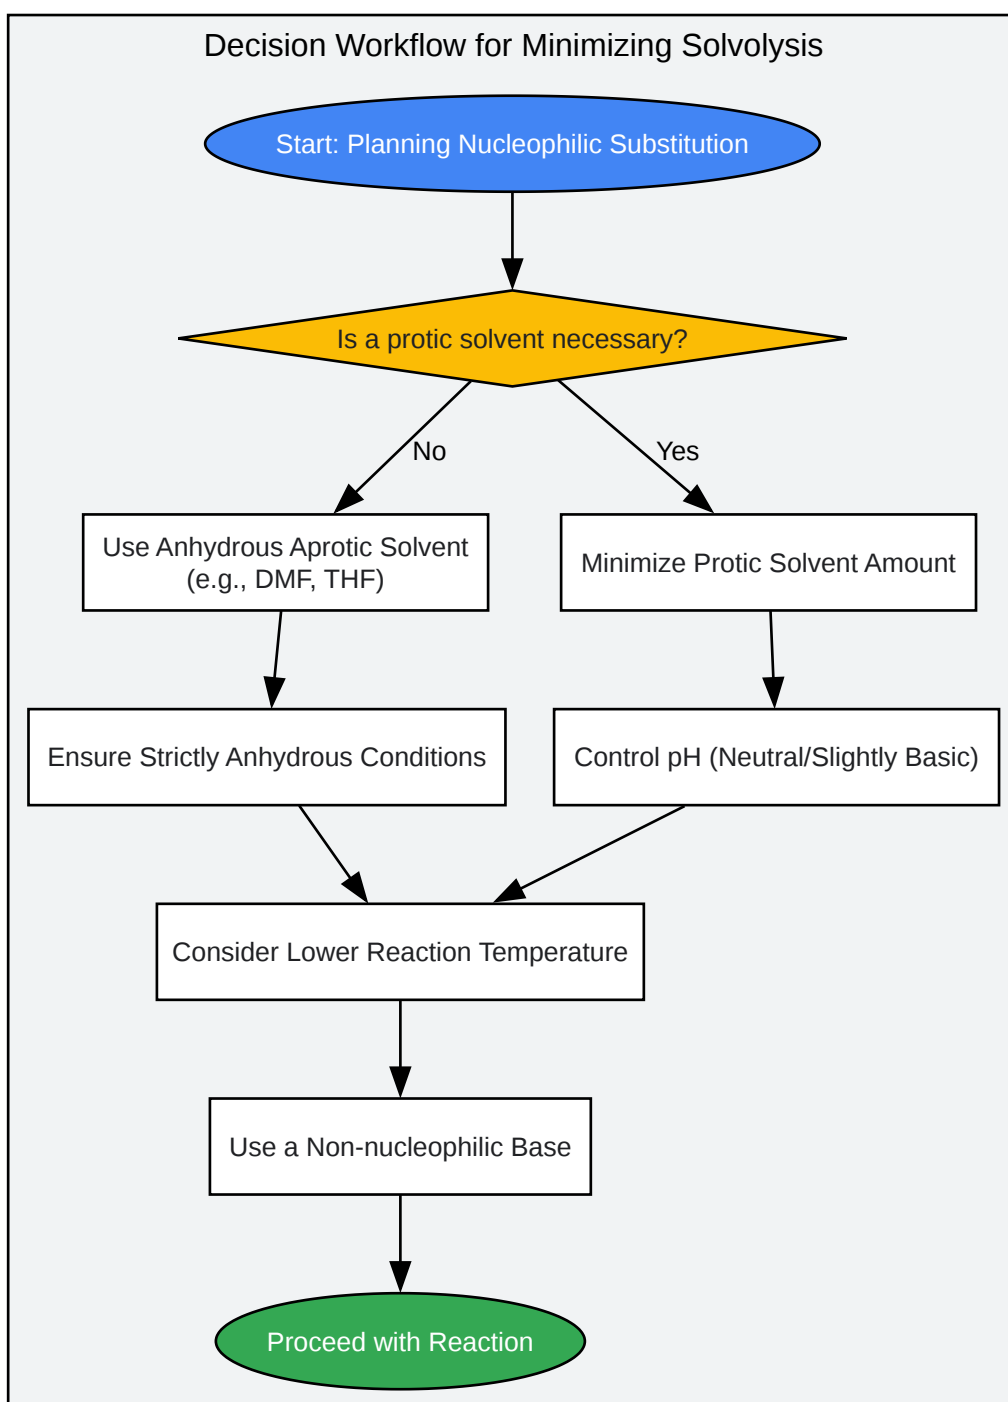 Decision Workflow for Minimizing Solvolysis
Start: Planning Nucleophilic Substitution
Is a protic solvent necessary?
No
Yes
Use Anhydrous Aprotic Solvent
(e.g., DMF, THF)
Minimize Protic Solvent Amount
Ensure Strictly Anhydrous Conditions
Control pH (Neutral/Slightly Basic)
Consider Lower Reaction Temperature
Use a Non-nucleophilic Base
Proceed with Reaction